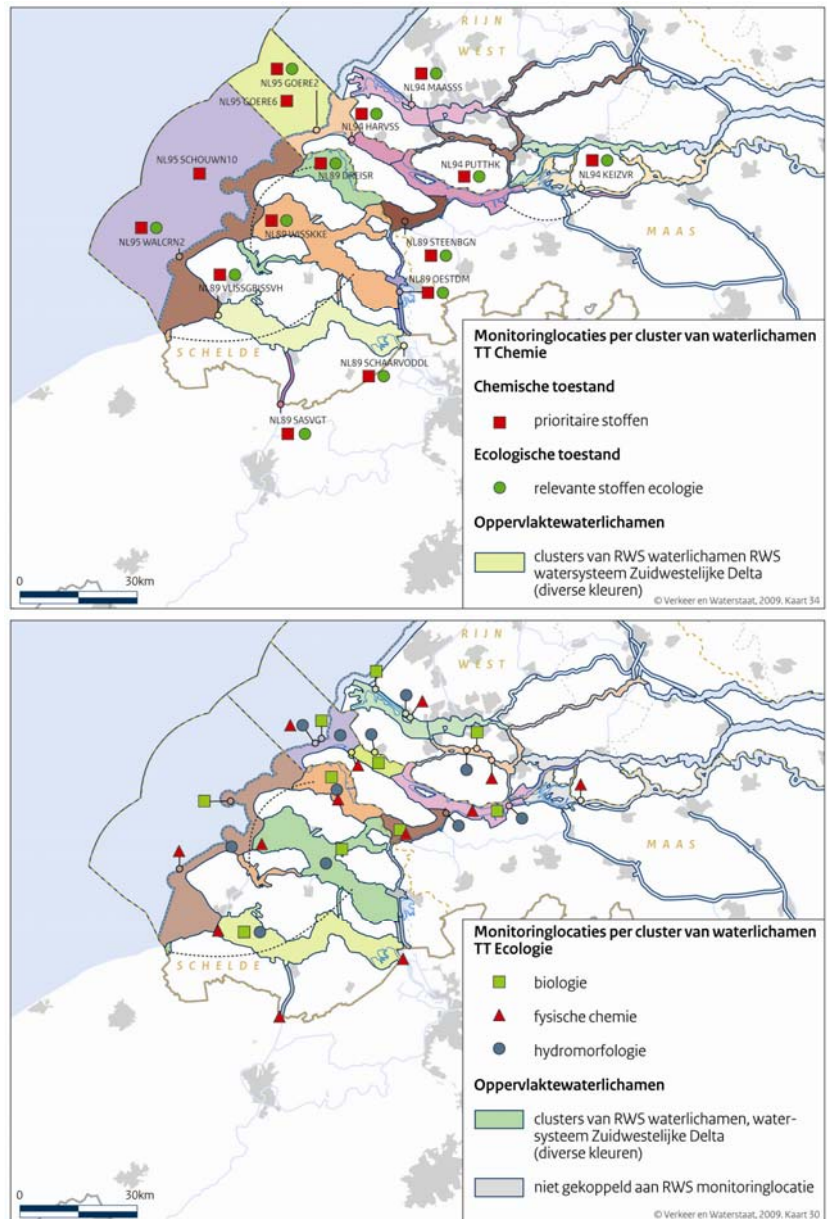 RIJN
WEST
NL95 GOERE2
NL94 MAASSS
NL95 GOERE6
NL94 HARVSS
NL95 SCHOUWN10
NL89 DREISR
NL94 PUTTHK
NL94 KEIZVR
NL95 WALCRN2
NL89 WISSKKE
MAAS
NL89 STEENBGN
NL89 VLISSGBISSVH
NL89 OESTDM
SCHELDE
NL89 SCHAARVODDL
NL89 SASVGT
Monitoringlocaties per cluster van waterlichamen
TT Chemie
Chemische toestand
prioritaire stoffen
Ecologische toestand
relevante stoffen ecologie
Oppervlaktewaterlichamen
clusters van RWS waterlichamen RWS
watersysteem Zuidwestelijke Delta
(diverse kleuren)
0 30km
© Verkeer en Waterstaat, 2009. Kaart 34
RIJN
WEST
MAAS
SCHELDE
Monitoringlocaties per cluster van waterlichamen
TT Ecologie
biologie
fysische chemie
hydromorfologie
Oppervlaktewaterlichamen
clusters van RWS waterlichamen, water-
systeem Zuidwestelijke Delta
(diverse kleuren)
niet gekoppeld aan RWS monitoringlocatie
0 30km
© Verkeer en Waterstaat, 2009. Kaart 30